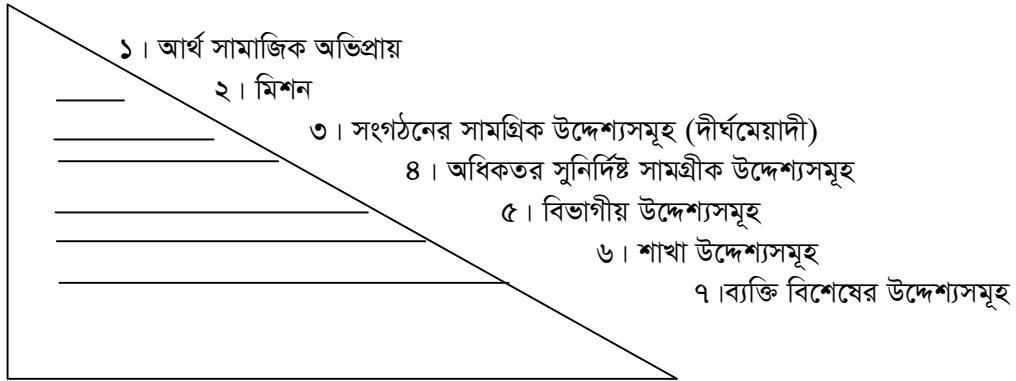 ১। আর্থ সামাজিক অভিপ্রায়
২। মিশন
৩। সংগঠনের সামগ্রিক উদ্দেশ্যসমূহ (দীর্ঘমেয়াদী)
৪। অধিকতর সুনির্দিষ্ট সামগ্রীক উদ্দেশ্যসমূহ
৫। বিভাগীয় উদ্দেশ্যসমূহ
৬। শাখা উদ্দেশ্যসমূহ
৭।ব্যক্তি বিশেষের উদ্দেশ্যসমূহ